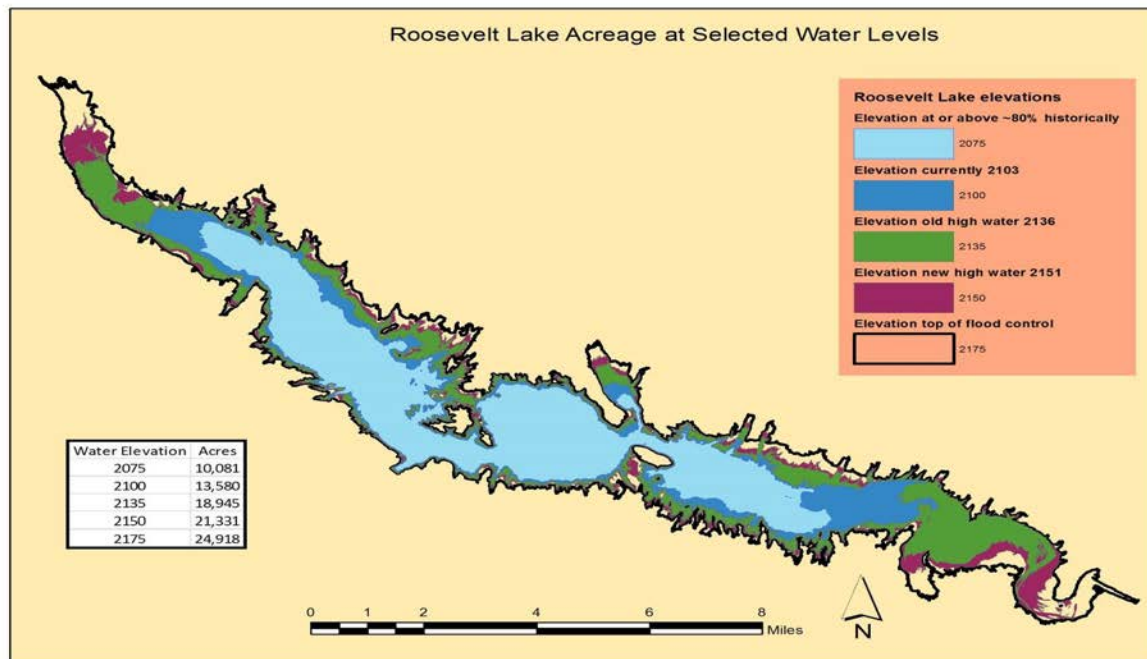 Roosevelt Lake Acreage at Selected Water Levels
Roosevelt Lake elevations
Elevation at or above ~80% historically
2075
Elevation currently 2103
2100
Elevation old high water 2136
2135
Elevation new high water 2151
2150
Elevation top of flood control
2175
Water Elevation Acres
2075 10,081
2100 13,580
2135 18,945
2150 21,331
2175 24,918
0 1 2 4 6 8
Miles
N